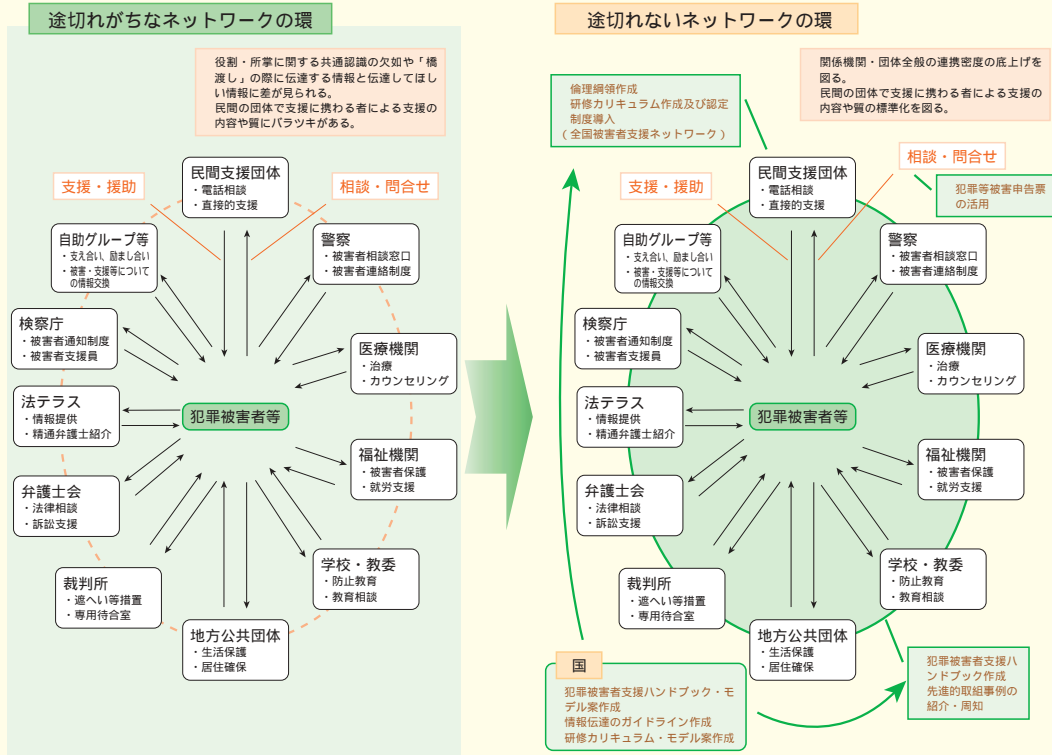 途切れがちなネットワークの環
役割・所掌に関する共通認識の欠如や「橋
渡し」の際に伝達する情報と伝達してほし
い情報に差が見られる。
民間の団体で支援に携わる者による支援の
内容や質にバラツキがある。
支援・援助
相談・問合せ
民間支援団体
・電話相談
・直接的支援
自助グループ等
・支え合い、励まし合い
・被害・支援等について
の情報交換
警察
・被害者相談窓口
・被害者連絡制度
検察庁
・被害者通知制度
・被害者支援員
医療機関
・治療
・カウンセリング
法テラス
・情報提供
・精通弁護士紹介
犯罪被害者等
福祉機関
・被害者保護
・就労支援
弁護士会
・法律相談
・訴訟支援
学校・教委
・防止教育
・教育相談
裁判所
・遮へい等措置
・専用待合室
地方公共団体
・生活保護
・居住確保
途切れないネットワークの環
関係機関・団体全般の連携密度の底上げを
図る。
民間の団体で支援に携わる者による支援の
内容や質の標準化を図る。
倫理綱領作成
研修カリキュラム作成及び認定
制度導入
(全国被害者支援ネットワーク)
支援・援助
相談・問合せ
犯罪等被害申告票
の活用
民間支援団体
・電話相談
・直接的支援
自助グループ等
・支え合い、励まし合い
・被害・支援等について
の情報交換
警察
・被害者相談窓口
・被害者連絡制度
検察庁
・被害者通知制度
・被害者支援員
医療機関
・治療
・カウンセリング
法テラス
・情報提供
・精通弁護士紹介
犯罪被害者等
福祉機関
・被害者保護
・就労支援
弁護士会
・法律相談
・訴訟支援
学校・教委
・防止教育
・教育相談
裁判所
・遮へい等措置
・専用待合室
地方公共団体
・生活保護
・居住確保
国
犯罪被害者支援ハンドブック・モ
デル案作成
情報伝達のガイドライン作成
研修カリキュラム・モデル案作成
犯罪被害者支援ハ
ンドブック作成
先進的取組事例の
紹介・周知